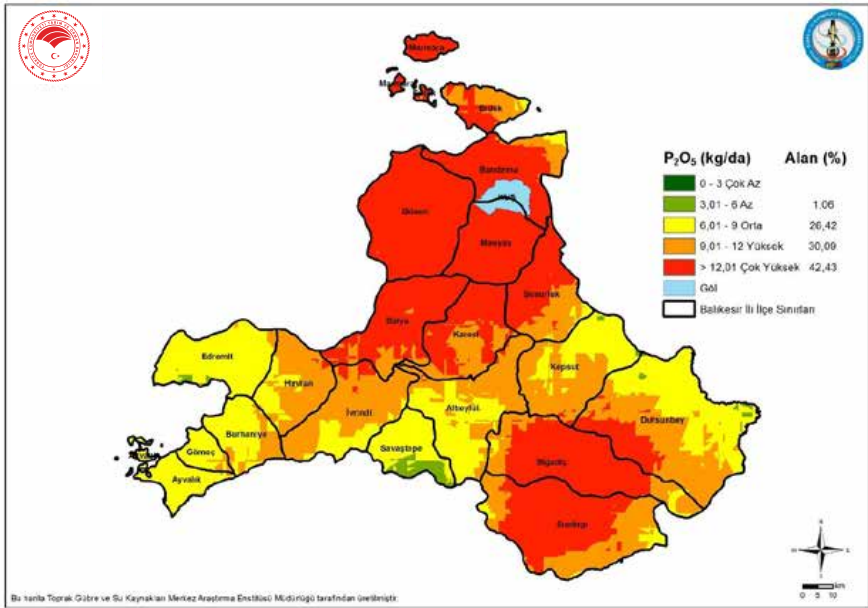 Marmara
Erdek
Bandırma
Gönen
Manyas
Susurluk
Balya
Karesi
Edremit
Havran
İvrindi
Kepsut
Altıeylül
Dursunbey
Burhaniye
Gömeç
Savaştepe
Ayvalık
Bigadiç
Sındırgı
P₂O₅ (kg/da) Alan (%)
0 - 3 Çok Az
3,01 - 6 Az 1,06
6,01 - 9 Orta 26,42
9,01 - 12 Yüksek 30,09
> 12,01 Çok Yüksek 42,43
Göl
Balıkesir İli İlçe Sınırları
km
0 5 10
Bu harita Toprak Gübre ve Su Kaynakları Merkez Araştırma Enstitüsü Müdürlüğü tarafından üretilmiştir.